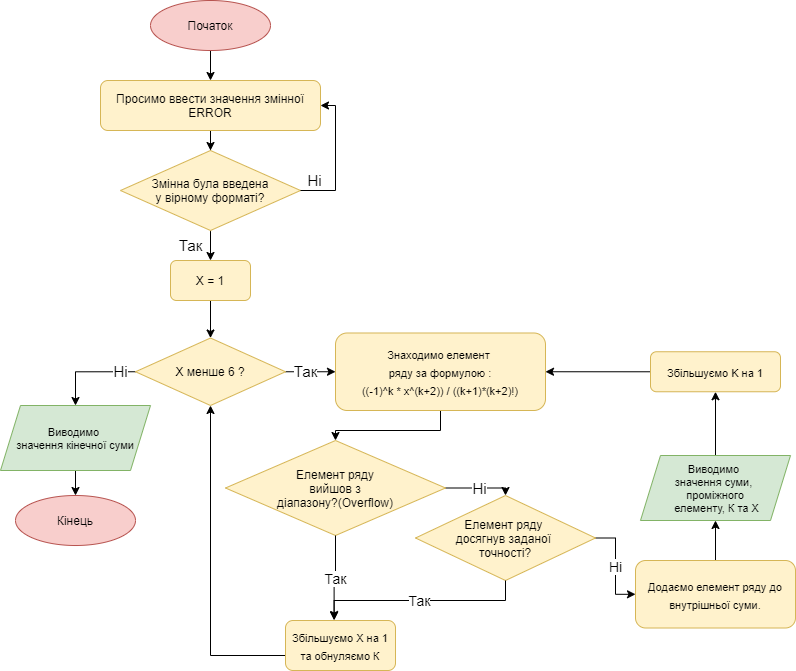 Початок
Просимо ввести значення змінної
ERROR
Змінна була введена
у вірному форматі?
Ні
Так
X = 1
X менше 6 ?
Ні
Так
Знаходимо елемент
ряду за формулою :
((-1)^k * x^(k+2)) / ((k+1)*(k+2)!)
Збільшуємо К на 1
Виводимо
значення кінечної суми
Кінець
Елемент ряду
вийшов з
діапазону?(Overflow)
Ні
Так
Елемент ряду
досягнув заданої
точності?
Ні
Так
Виводимо
значення суми,
проміжного
елементу, К та Х
Додаємо елемент ряду до
внутрішньої суми.
Збільшуємо Х на 1
та обнуляємо К